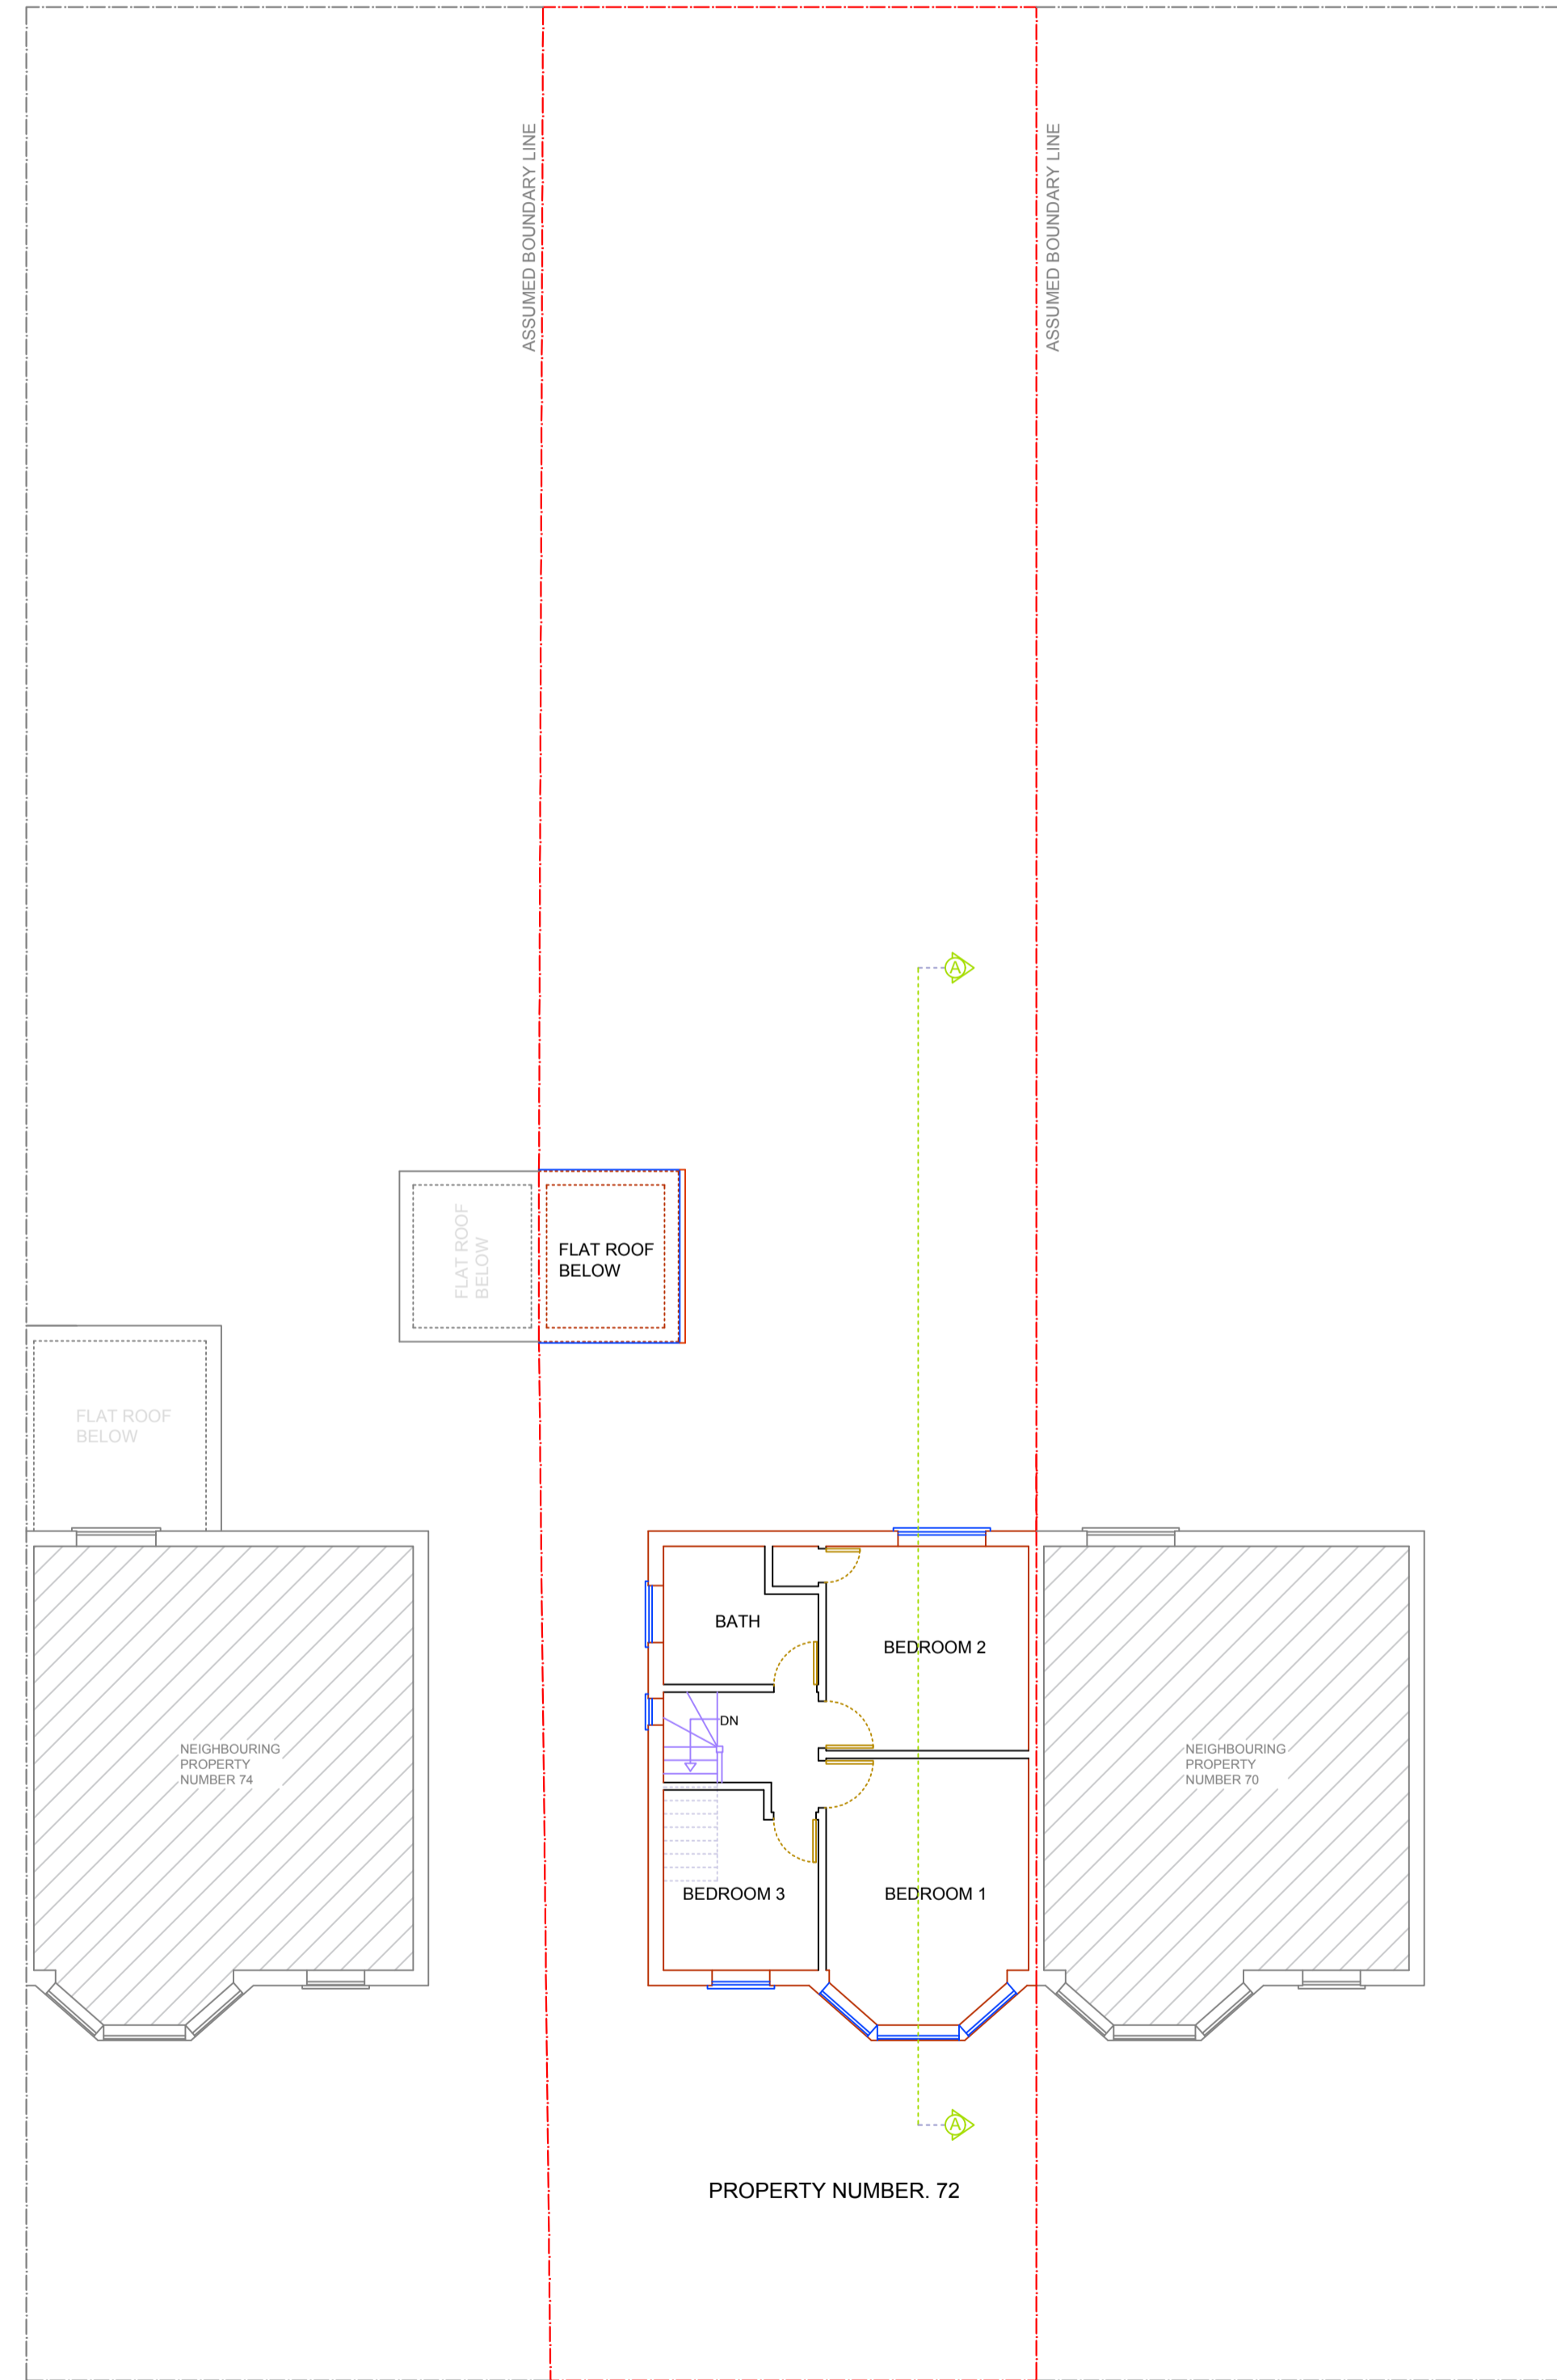 ASSUMED BOUNDARY LINE
ASSUMED BOUNDARY LINE
A
FLAT ROOF
BELOW
FLAT ROOF
BELOW
FLAT ROOF
BELOW
BATH
BEDROOM 2
DN
NEIGHBOURING
PROPERTY
NUMBER 74
NEIGHBOURING
PROPERTY
NUMBER 70
BEDROOM 3
BEDROOM 1
A
PROPERTY NUMBER. 72